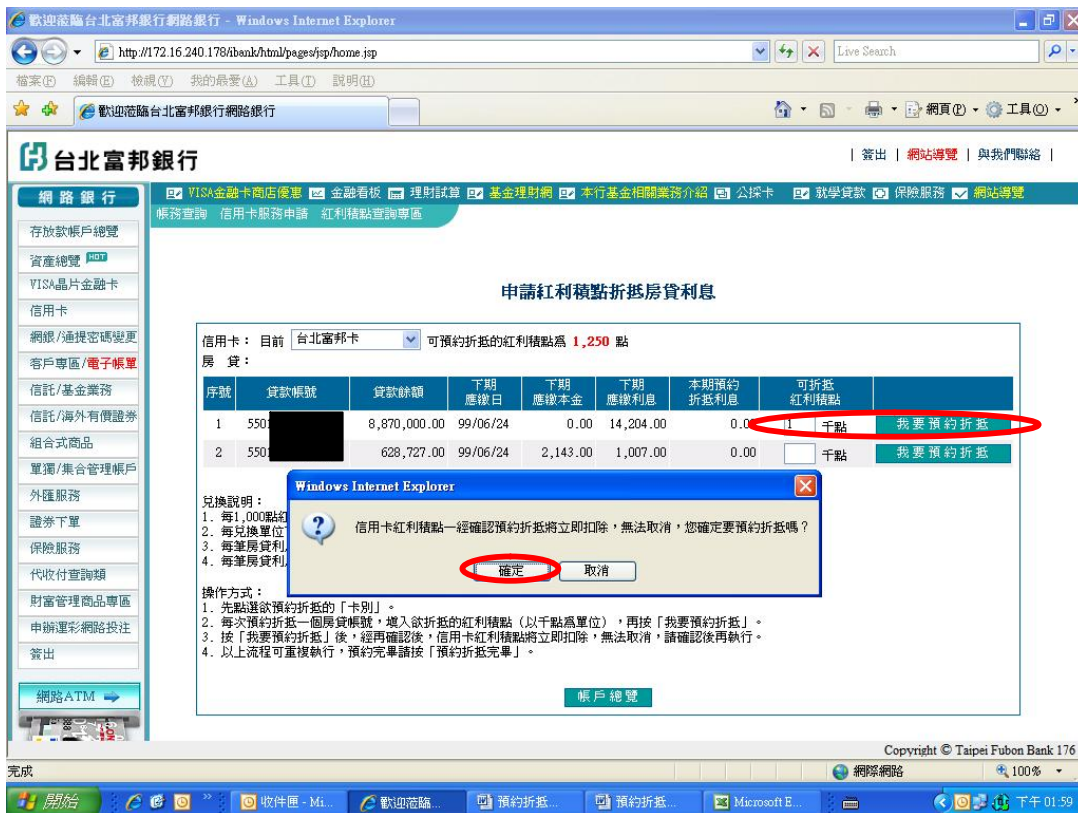 歡迎蒞臨台北富邦銀行網路銀行 - Windows Internet Explorer
http://172.16.240.178/ibank/html/pages/jsp/home.jsp
Live Search
檔案(F) 編輯(E) 檢視(V) 我的最愛(A) 工具(T) 說明(H)
歡迎蒞臨台北富邦銀行網路銀行
網頁(P) 工具(O)
台北富邦銀行
| 簽出 | 網站導覽 | 與我們聯絡 |
網路銀行
VISA金融卡商店優惠 金融看板 理財試算 基金理財網 本行基金相關業務介紹 公採卡 就學貸款 保險服務 網站導覽
帳務查詢 信用卡服務申請 紅利積點查詢專區
存放款帳戶總覽
資產總覽 HOT
VISA晶片金融卡
信用卡
網銀/通提密碼變更
客戶專區/電子帳單
信託/基金業務
信託/海外有價證券
組合式商品
單獨/集合管理帳戶
外匯服務
證券下單
保險服務
代收付查詢類
財富管理商品專區
申辦運彩網路投注
簽出
網路ATM
申請紅利積點折抵房貸利息
信用卡: 目前 台北富邦卡 可預約折抵的紅利積點為 1,250 點
房 貸:
序號 貸款帳號 貸款餘額 下期應繳日 下期應繳本金 下期應繳利息 本期預約折抵利息 可折抵紅利積點
1 550 8,870,000.00 99/06/24 0.00 14,204.00 0.00 1 千點 我要預約折抵
2 550 628,727.00 99/06/24 2,143.00 1,007.00 0.00 千點 我要預約折抵
Windows Internet Explorer
信用卡紅利積點一經確認預約折抵將立即扣除,無法取消,您確定要預約折抵嗎?
確定 取消
兌換說明:
1. 每1,000點紅
2. 每兌換單位
3. 每筆房貸利
4. 每筆房貸利
操作方式:
1. 先點選欲預約折抵的「卡別」。
2. 每次預約折抵一個房貸帳號,填入欲折抵的紅利積點 (以千點為單位) ,再按「我要預約折抵」。
3. 按「我要預約折抵」後,經再確認後,信用卡紅利積點將立即扣除,無法取消,請確認後再執行。
4. 以上流程可重複執行,預約完畢請按「預約折抵完畢」。
帳戶總覽
Copyright © Taipei Fubon Bank 176
完成 網際網路 100%
開始 收件匣 - Mi... 歡迎蒞臨... 預約折抵... 預約折抵... Microsoft E... 下午 01:59